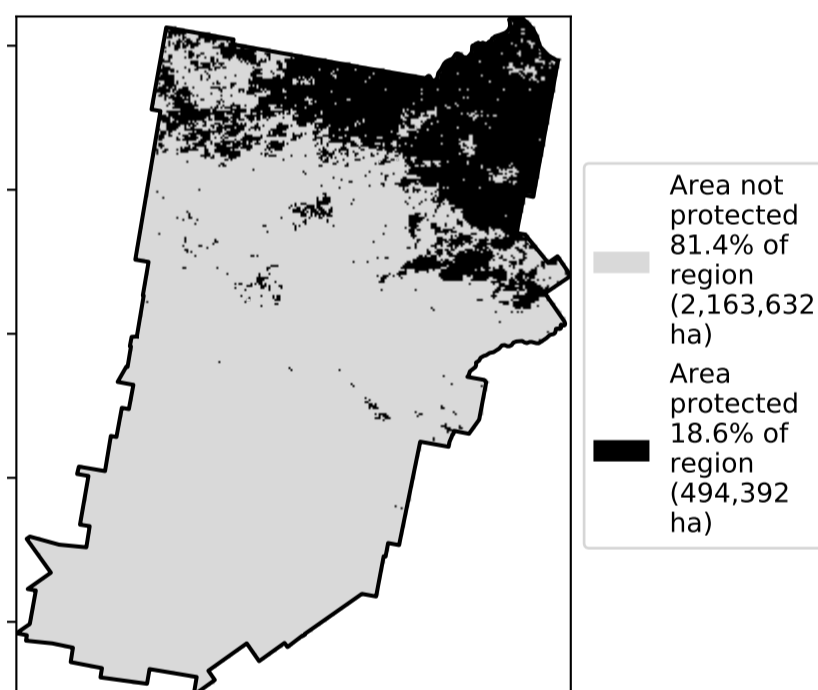 Area not
protected
81.4% of
region
(2,163,632
ha)
Area
protected
18.6% of
region
(494,392
ha)